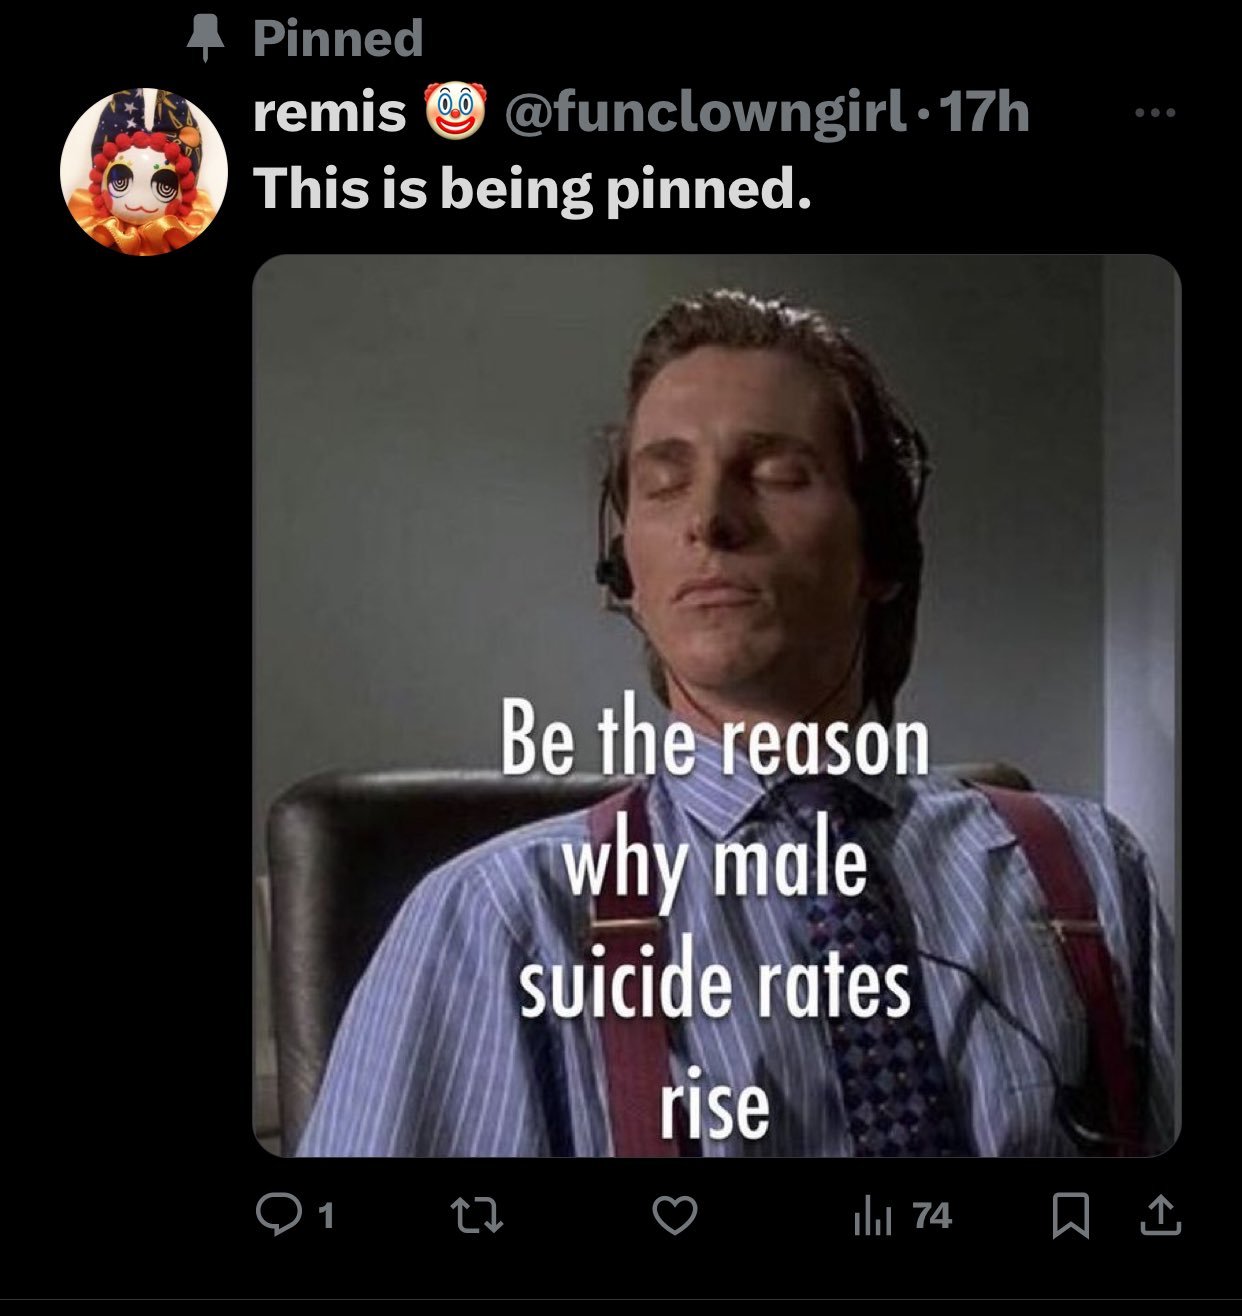 Pinned
remis 🤡 @funclowngirl · 17h
This is being pinned.
Be the reason
why male
suicide rates
rise
1
74